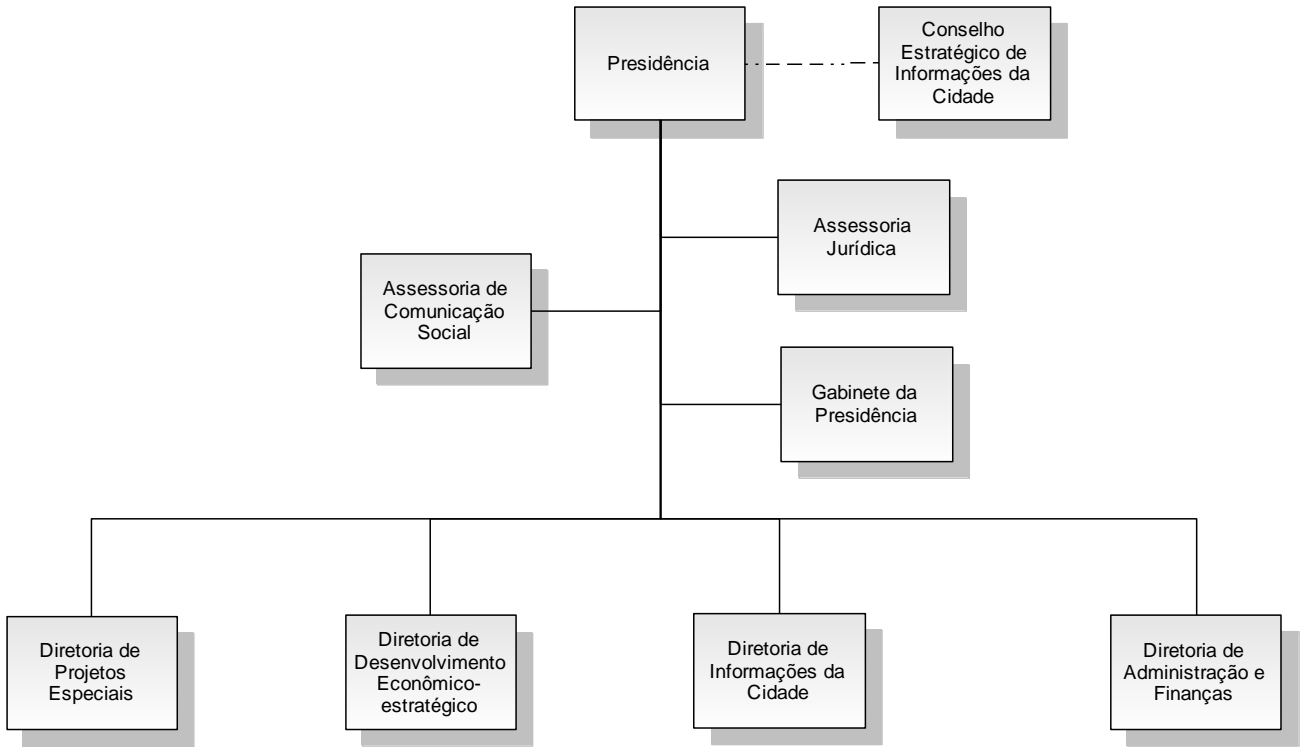 Presidência
Conselho
Estratégico de
Informações da
Cidade
Assessoria
Jurídica
Assessoria de
Comunicação
Social
Gabinete da
Presidência
Diretoria de
Projetos
Especiais
Diretoria de
Desenvolvimento
Econômico-
estratégico
Diretoria de
Informações da
Cidade
Diretoria de
Administração e
Finanças